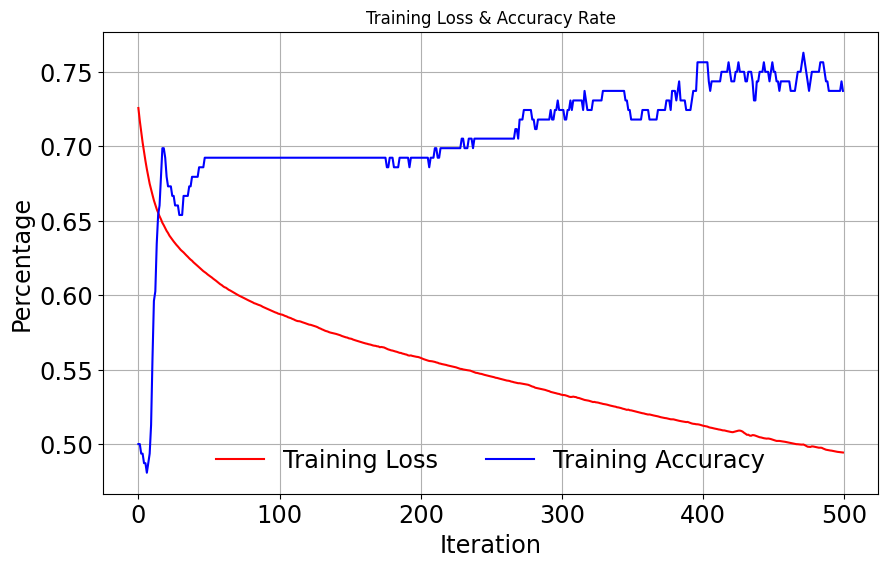 Training Loss & Accuracy Rate
Percentage
0.75
0.70
0.65
0.60
0.55
0.50
Training Loss
Training Accuracy
0 100 200 300 400 500
Iteration